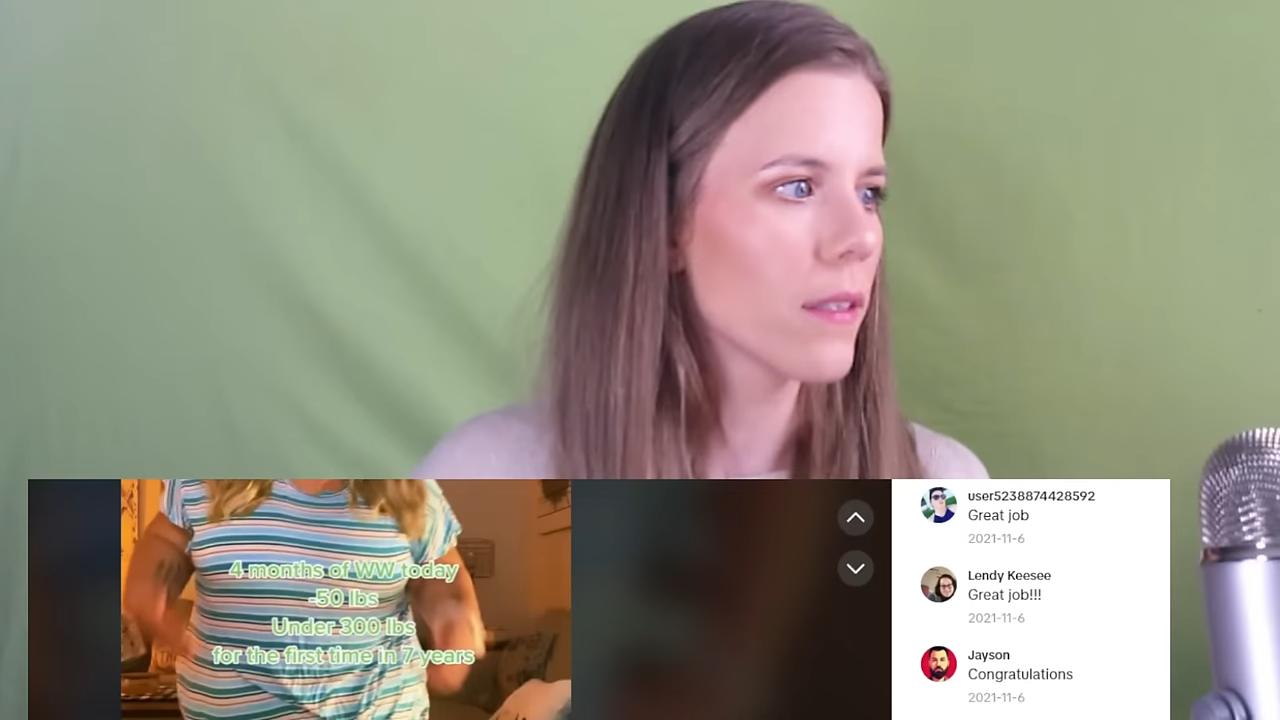 4 months of WW today
-50 lbs
Under 300 lbs
for the first time in 7 years
user5238874428592
Great job
2021-11-6
Lendy Keesee
Great job!!!
2021-11-6
Jayson
Congratulations
2021-11-6